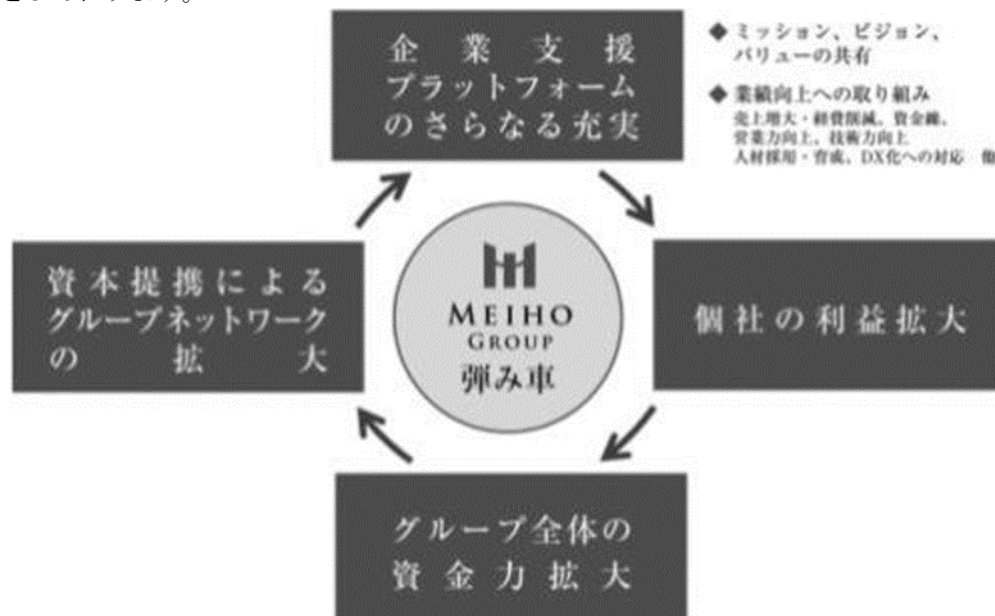 企業支援
プラットフォーム
のさらなる充実
◆ ミッション、ビジョン、
バリューの共有
◆ 業績向上への取り組み
売上増大・経費削減、資金繰、
営業力向上、技術力向上
人材採用・育成、DX化への対応 他
資本提携による
グループネットワーク
の拡大
MEIHO
GROUP
弾み車
個社の利益拡大
グループ全体の
資金力拡大